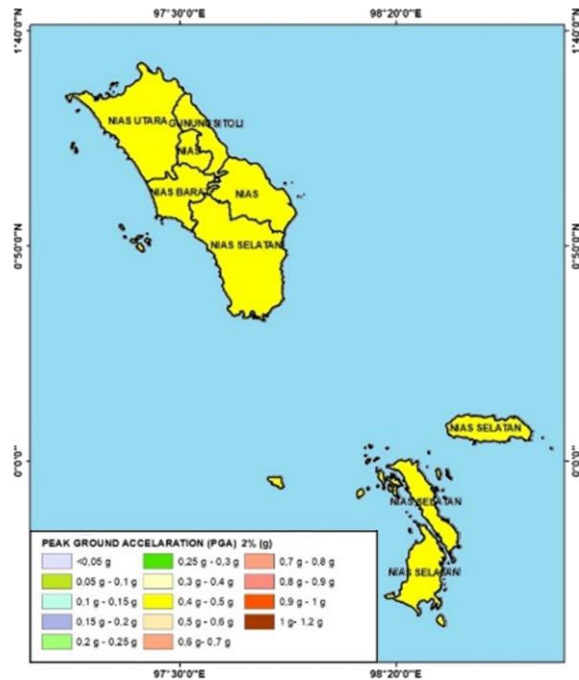 97°30'0"E 98°20'0"E
1°40'0"N 1°40'0"N
NIAS UTARA
GUNUNGSITOLI
NIAS
NIAS BARAT
NIAS
0°50'0"N 0°50'0"N
NIAS SELATAN
NIAS SELATAN
0°0'0" 0°0'0"
NIAS SELATAN
NIAS SELATAN
PEAK GROUND ACCELARATION (PGA) 2% (g)
<0,05 g 0,25 g - 0,3 g 0,7 g - 0,8 g
0.05 g - 0,1 g 0,3 g - 0,4 g 0,8 g - 0,9 g
0,1 g - 0,15 g 0,4 g - 0,5 g 0,9 g - 1 g
0,15 g - 0,2 g 0,5 g - 0,6 g 1 g- 1,2 g
0,2 g - 0,25 g 0,6 g- 0,7 g
97°30'0"E 98°20'0"E